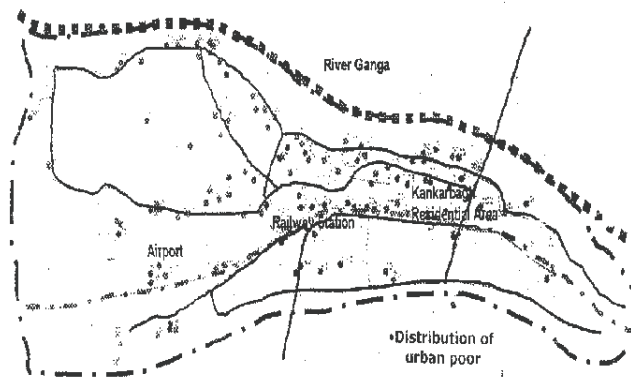 River Ganga
Kankarbagh
Residential Area
Railway Station
Airport
•Distribution of
urban poor